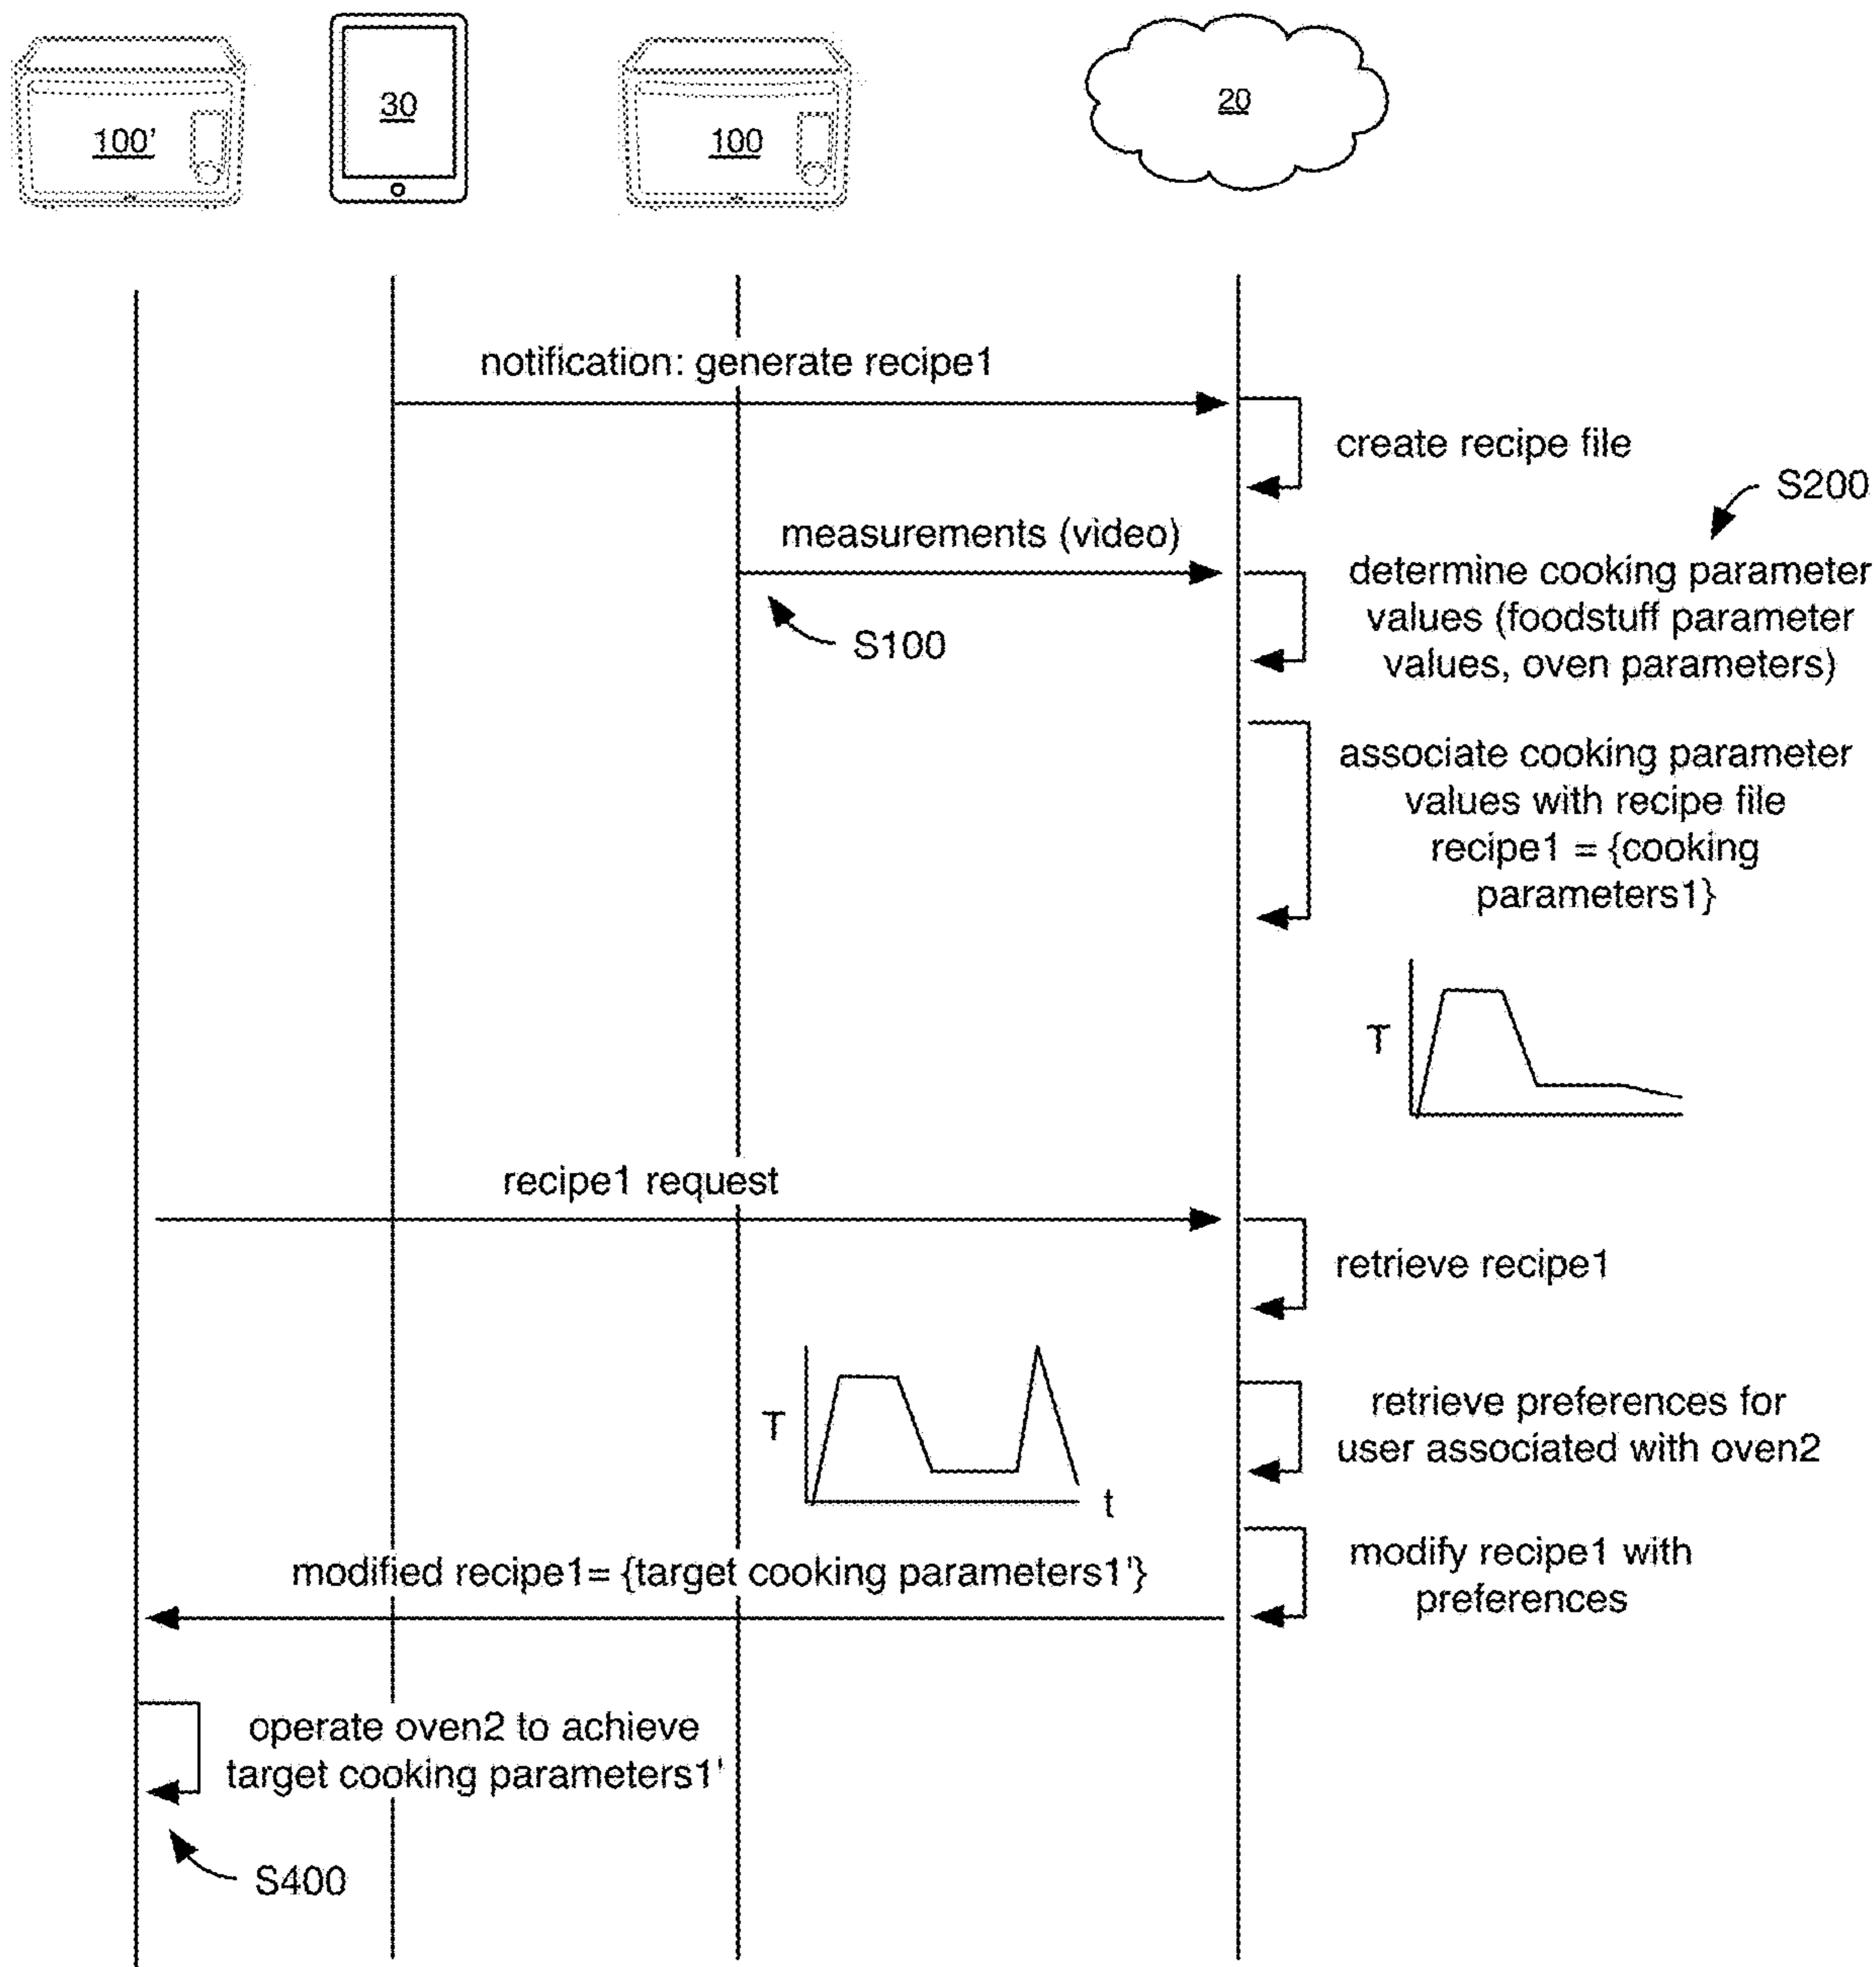 100'
30
100
20
notification: generate recipe1
create recipe file
S200
measurements (video)
S100
determine cooking parameter
values (foodstuff parameter
values, oven parameters)
associate cooking parameter
values with recipe file
recipe1 = {cooking
parameters1}
T
recipe1 request
retrieve recipe1
T
t
retrieve preferences for
user associated with oven2
modified recipe1= {target cooking parameters1'}
modify recipe1 with
preferences
operate oven2 to achieve
target cooking parameters1'
S400